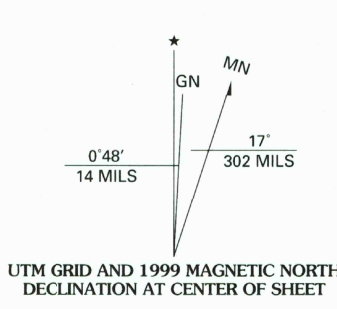 ★
MN
GN
0°48'
14 MILS
17°
302 MILS
UTM GRID AND 1999 MAGNETIC NORTH
DECLINATION AT CENTER OF SHEET